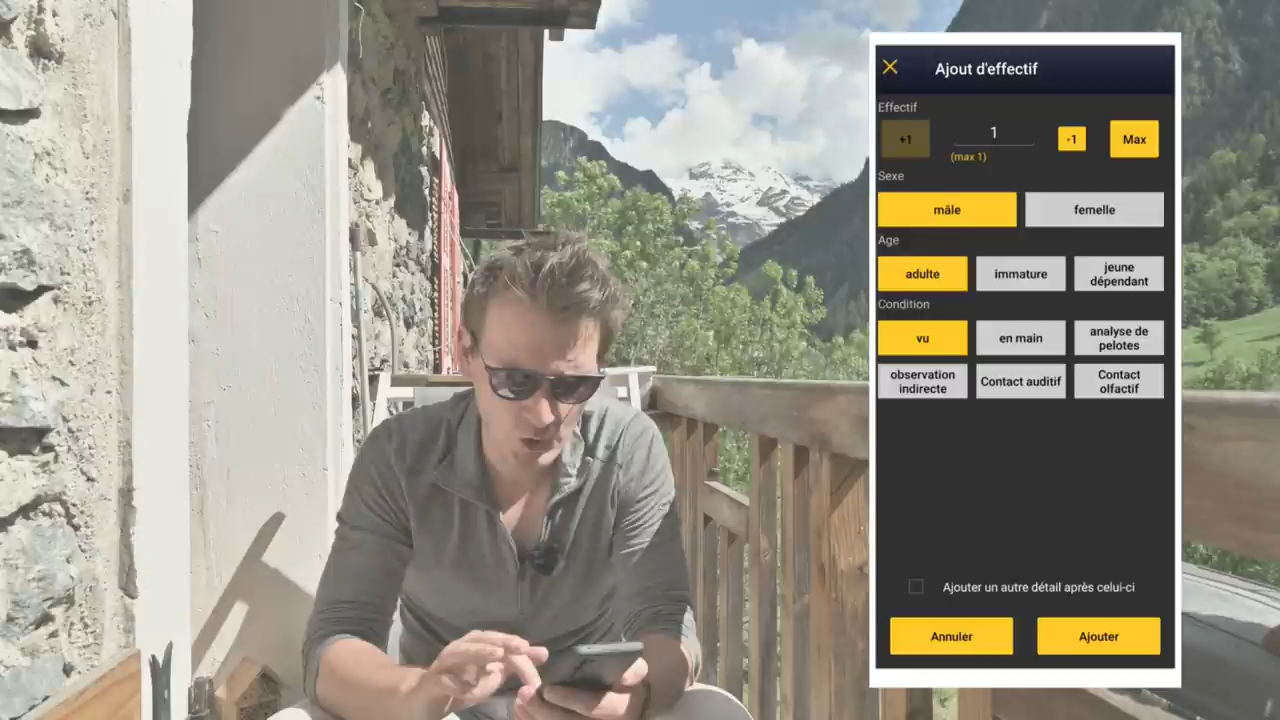 Ajout d'effectif
Effectif
+1
1
-1
Max
(max 1)
Sexe
mâle
femelle
Age
adulte
immature
jeune
dépendant
Condition
vu
en main
analyse de
pelotes
observation
indirecte
Contact auditif
Contact
olfactif
Ajouter un autre détail après celui-ci
Annuler
Ajouter